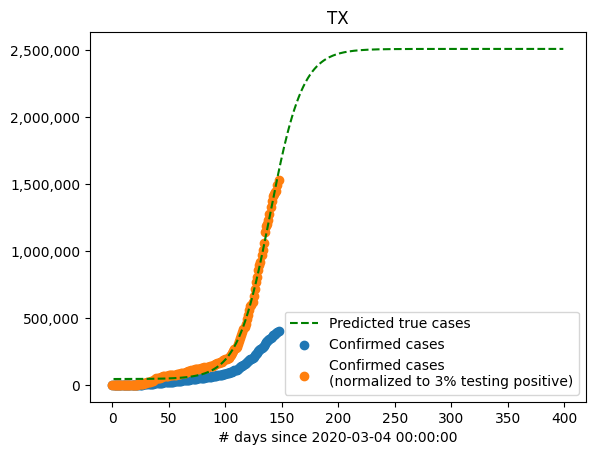 TX
2,500,000
2,000,000
1,500,000
1,000,000
500,000
0
Predicted true cases
Confirmed cases
Confirmed cases
(normalized to 3% testing positive)
0 50 100 150 200 250 300 350 400
# days since 2020-03-04 00:00:00